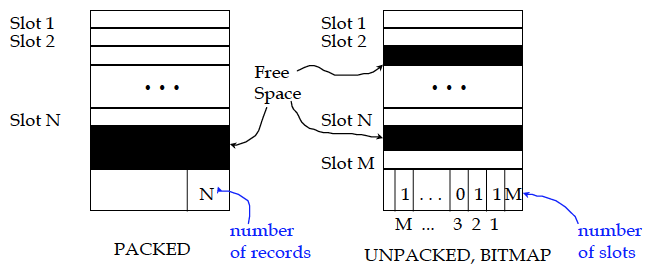 Slot 1
Slot 2
. . .
Slot N
N
number
of records
PACKED
Free
Space
Slot 1
Slot 2
. . .
Slot N
Slot M
1 . . . 0 1 1 M
M ... 3 2 1
number
of slots
UNPACKED, BITMAP